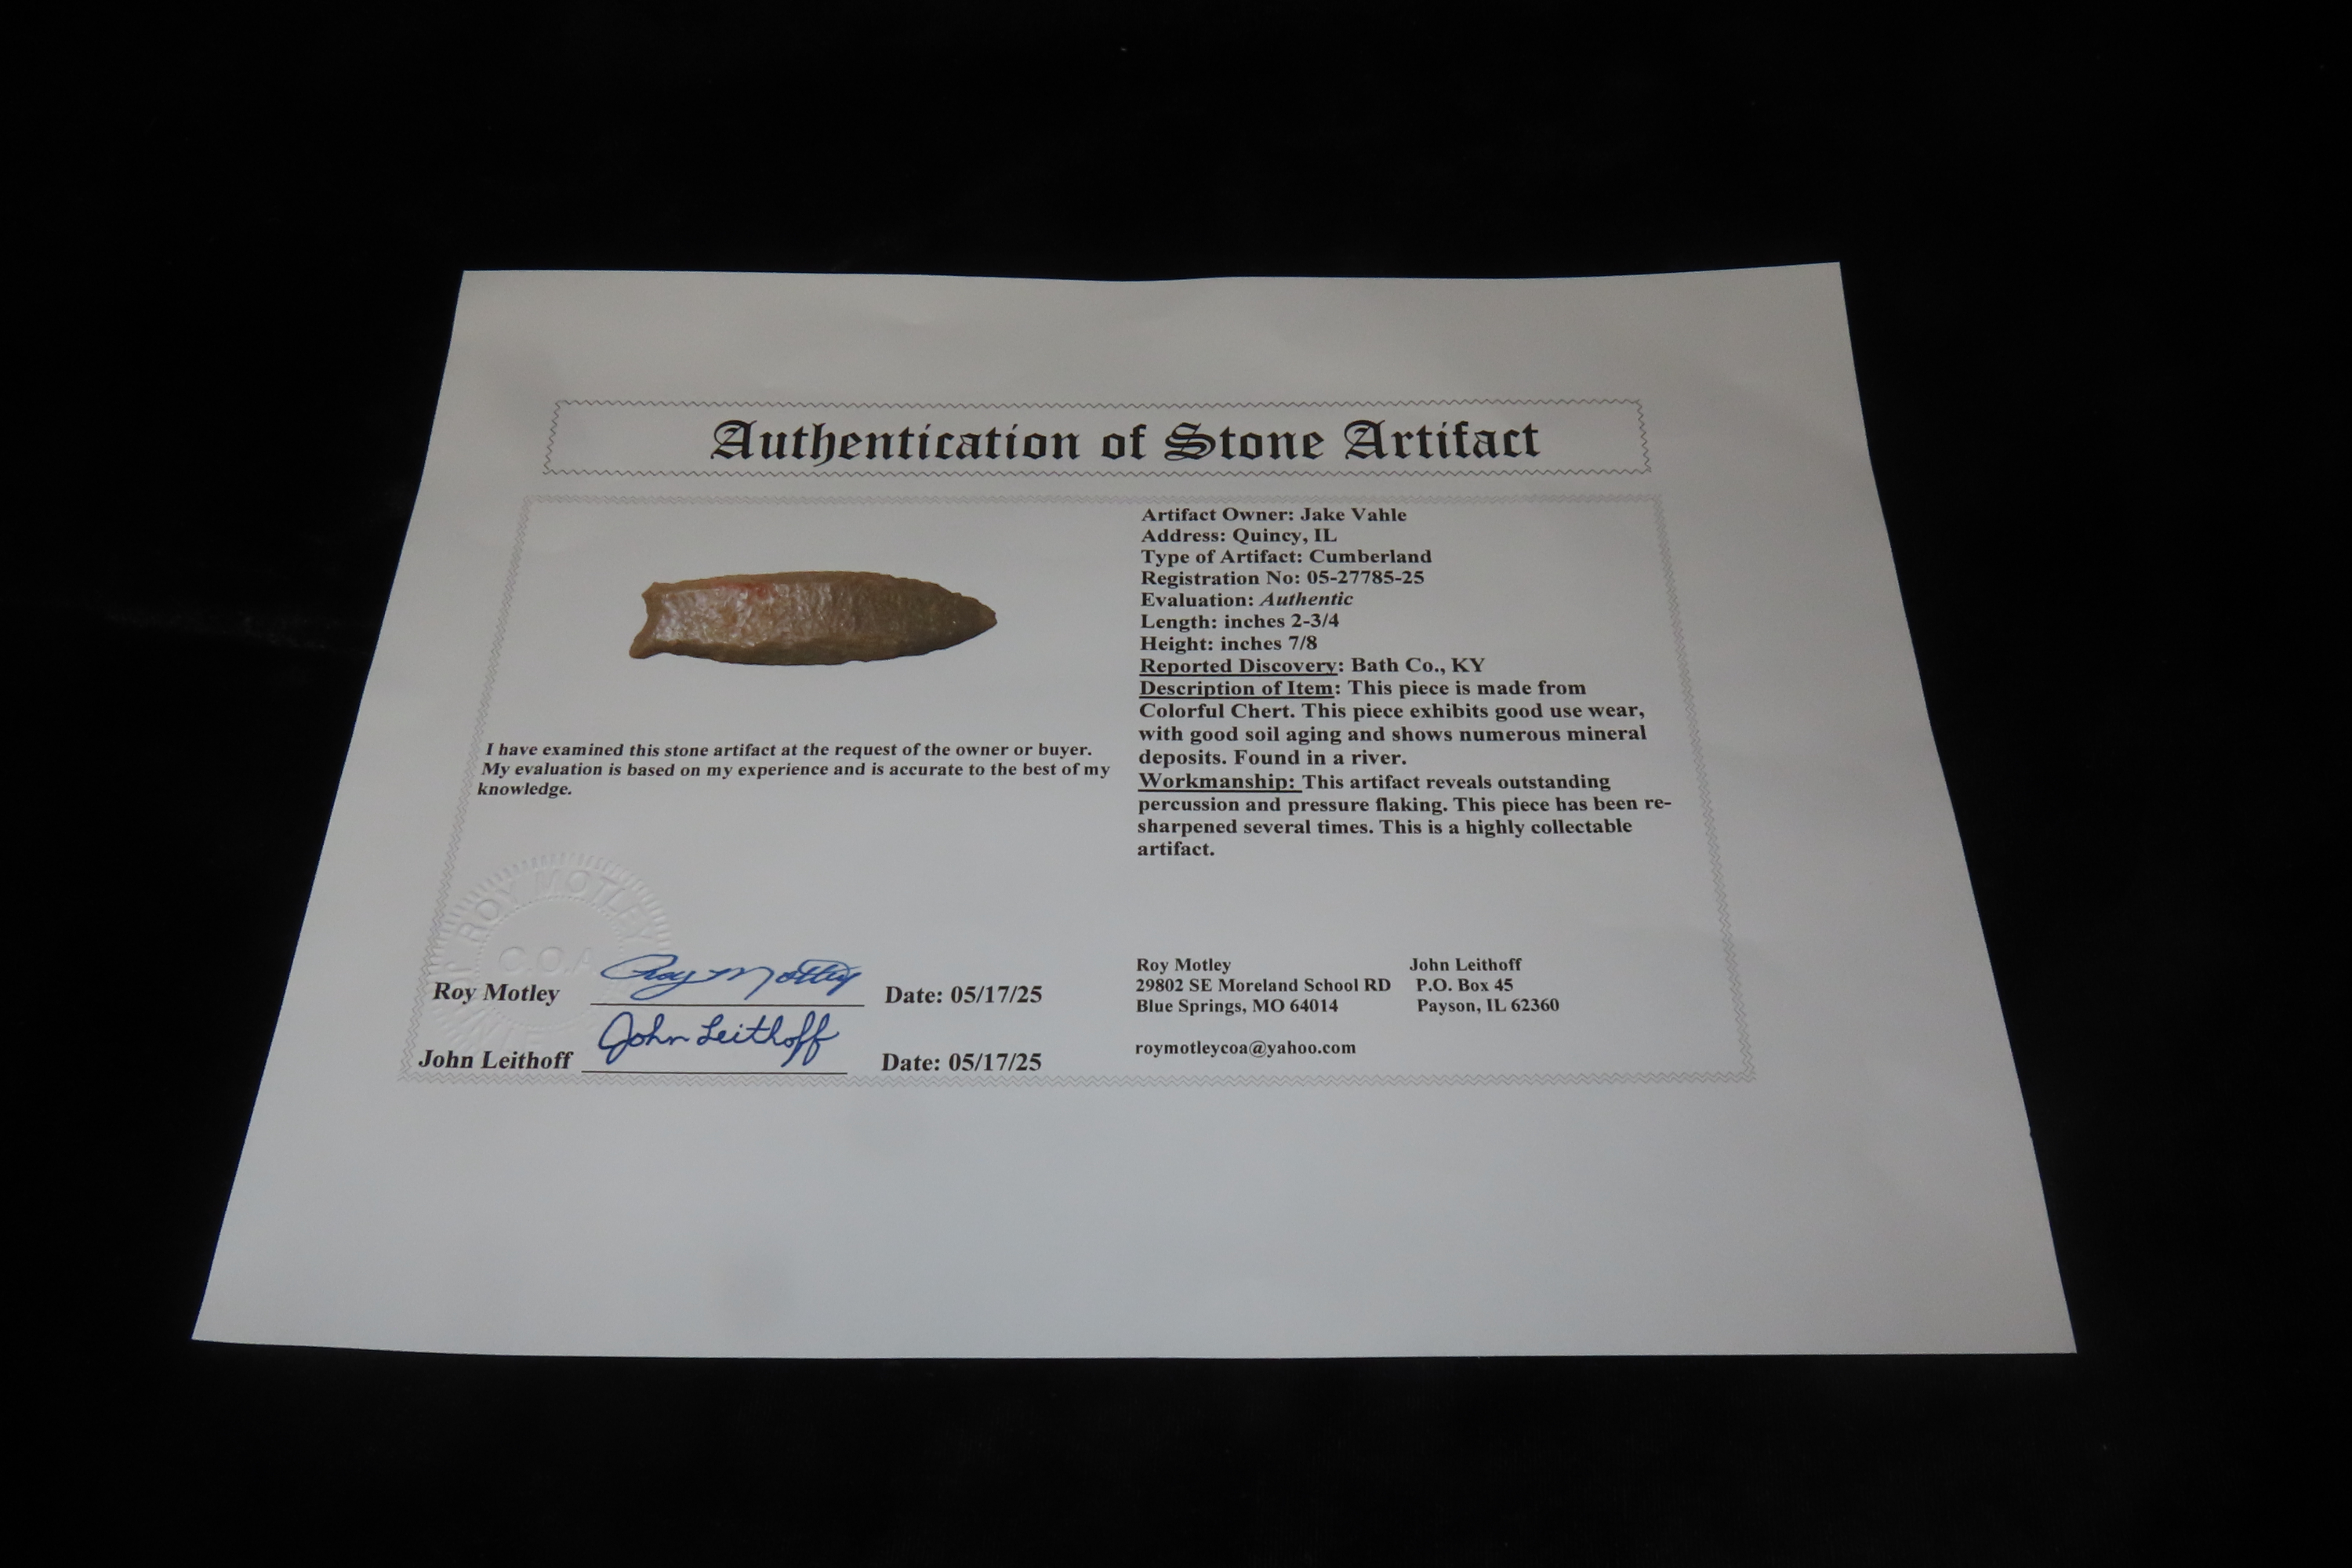 Authentication of Stone Artifact
Artifact Owner: Jake Vahle
Address: Quincy, IL
Type of Artifact: Cumberland
Registration No: 05-27785-25
Evaluation: Authentic
Length: inches 2-3/4
Height: inches 7/8
Reported Discovery: Bath Co., KY
Description of Item: This piece is made from
Colorful Chert. This piece exhibits good use wear,
with good soil aging and shows numerous mineral
deposits. Found in a river.
Workmanship: This artifact reveals outstanding
percussion and pressure flaking. This piece has been re-
sharpened several times. This is a highly collectable
artifact.
I have examined this stone artifact at the request of the owner or buyer.
My evaluation is based on my experience and is accurate to the best of my
knowledge.
ROY MOTLEY
C.O.A
Roy Motley Roy Motley Date: 05/17/25
John Leithoff John Leithoff Date: 05/17/25
Roy Motley
29802 SE Moreland School RD
Blue Springs, MO 64014
roymotleycoa@yahoo.com
John Leithoff
P.O. Box 45
Payson, IL 62360